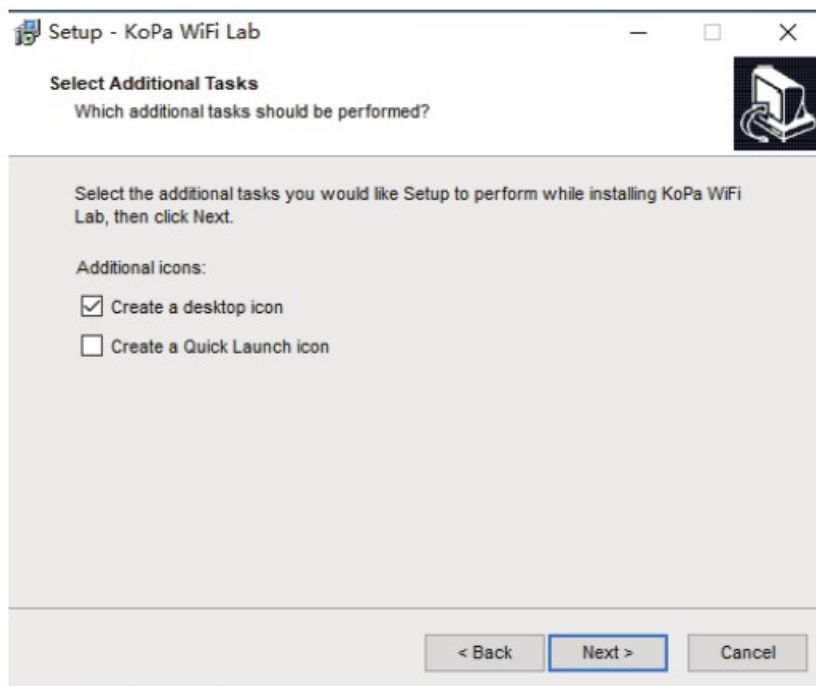 Setup - KoPa WiFi Lab
Select Additional Tasks
Which additional tasks should be performed?
Select the additional tasks you would like Setup to perform while installing KoPa WiFi
Lab, then click Next.
Additional icons:
Create a desktop icon
Create a Quick Launch icon
< Back Next > Cancel